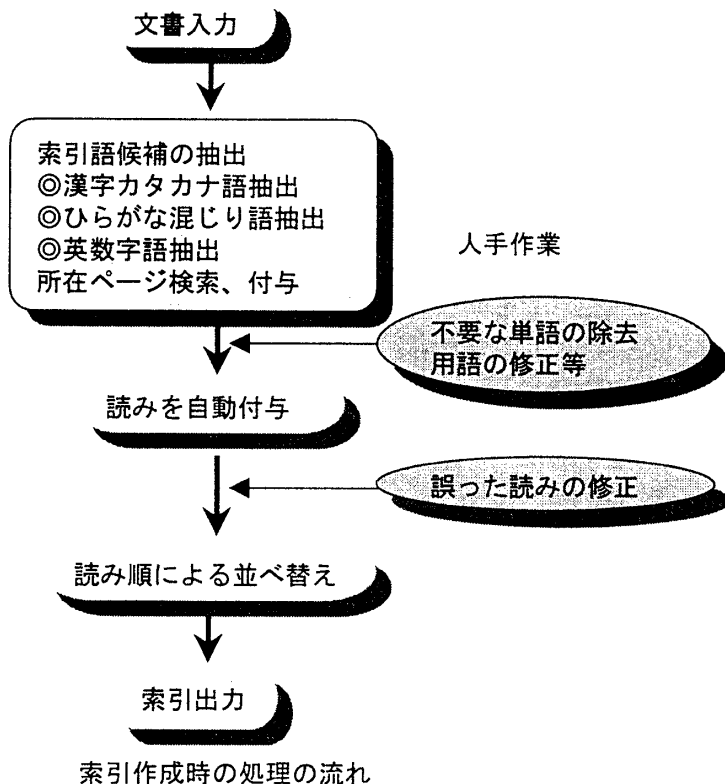 文書入力
索引語候補の抽出
◎漢字カタカナ語抽出
◎ひらがな混じり語抽出
◎英数字語抽出
所在ページ検索、付与
人手作業
不要な単語の除去
用語の修正等
読みを自動付与
誤った読みの修正
読み順による並べ替え
索引出力
索引作成時の処理の流れ